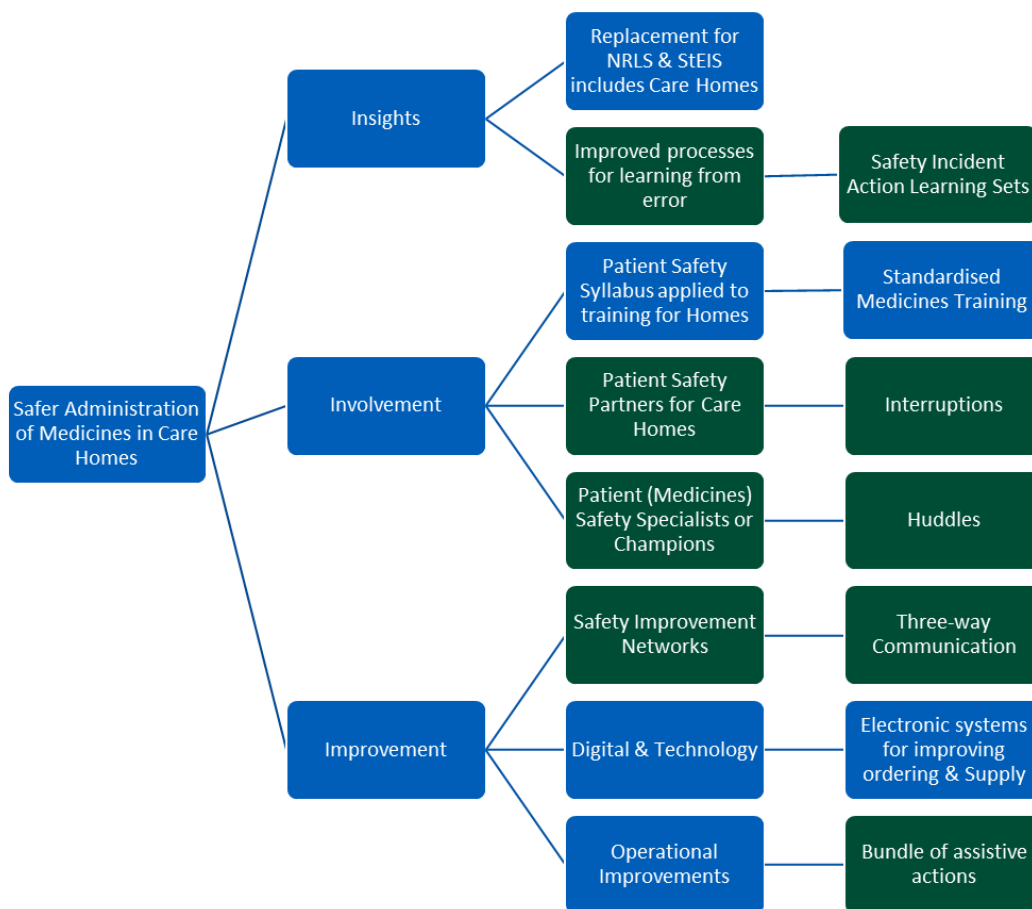 Replacement for
NRLS & StEIS
includes Care Homes
Insights
Improved processes
for learning from
error
Safety Incident
Action Learning Sets
Patient Safety
Syllabus applied to
training for Homes
Standardised
Medicines Training
Safer Administration
of Medicines in Care
Homes
Involvement
Patient Safety
Partners for Care
Homes
Interruptions
Patient (Medicines)
Safety Specialists or
Champions
Huddles
Safety Improvement
Networks
Three-way
Communication
Improvement
Digital & Technology
Electronic systems
for improving
ordering & Supply
Operational
Improvements
Bundle of assistive
actions